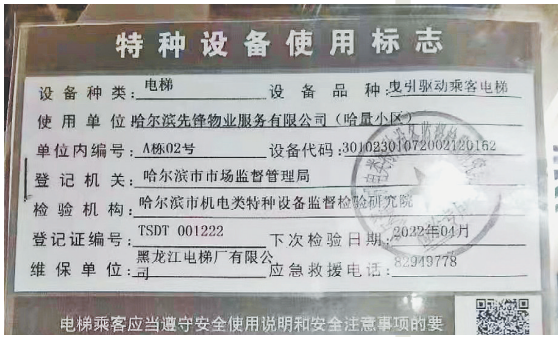 特种设备使用标志
设备种类:电梯 设备品种:曳引驱动乘客电梯
使用单位哈尔滨先锋物业服务有限公司(哈量小区)
单位内编号:A栋02号 设备代码:30102301072002120162
登记机关:哈尔滨市市场监督管理局
检验机构:哈尔滨市机电类特种设备监督检验研究院
登记证编号:TSDT 001222 下次检验日期:2022年04月
维保单位:黑龙江电梯厂有限公司 应急救援电话:82949778
电梯乘客应当遵守安全使用说明和安全注意事项的要